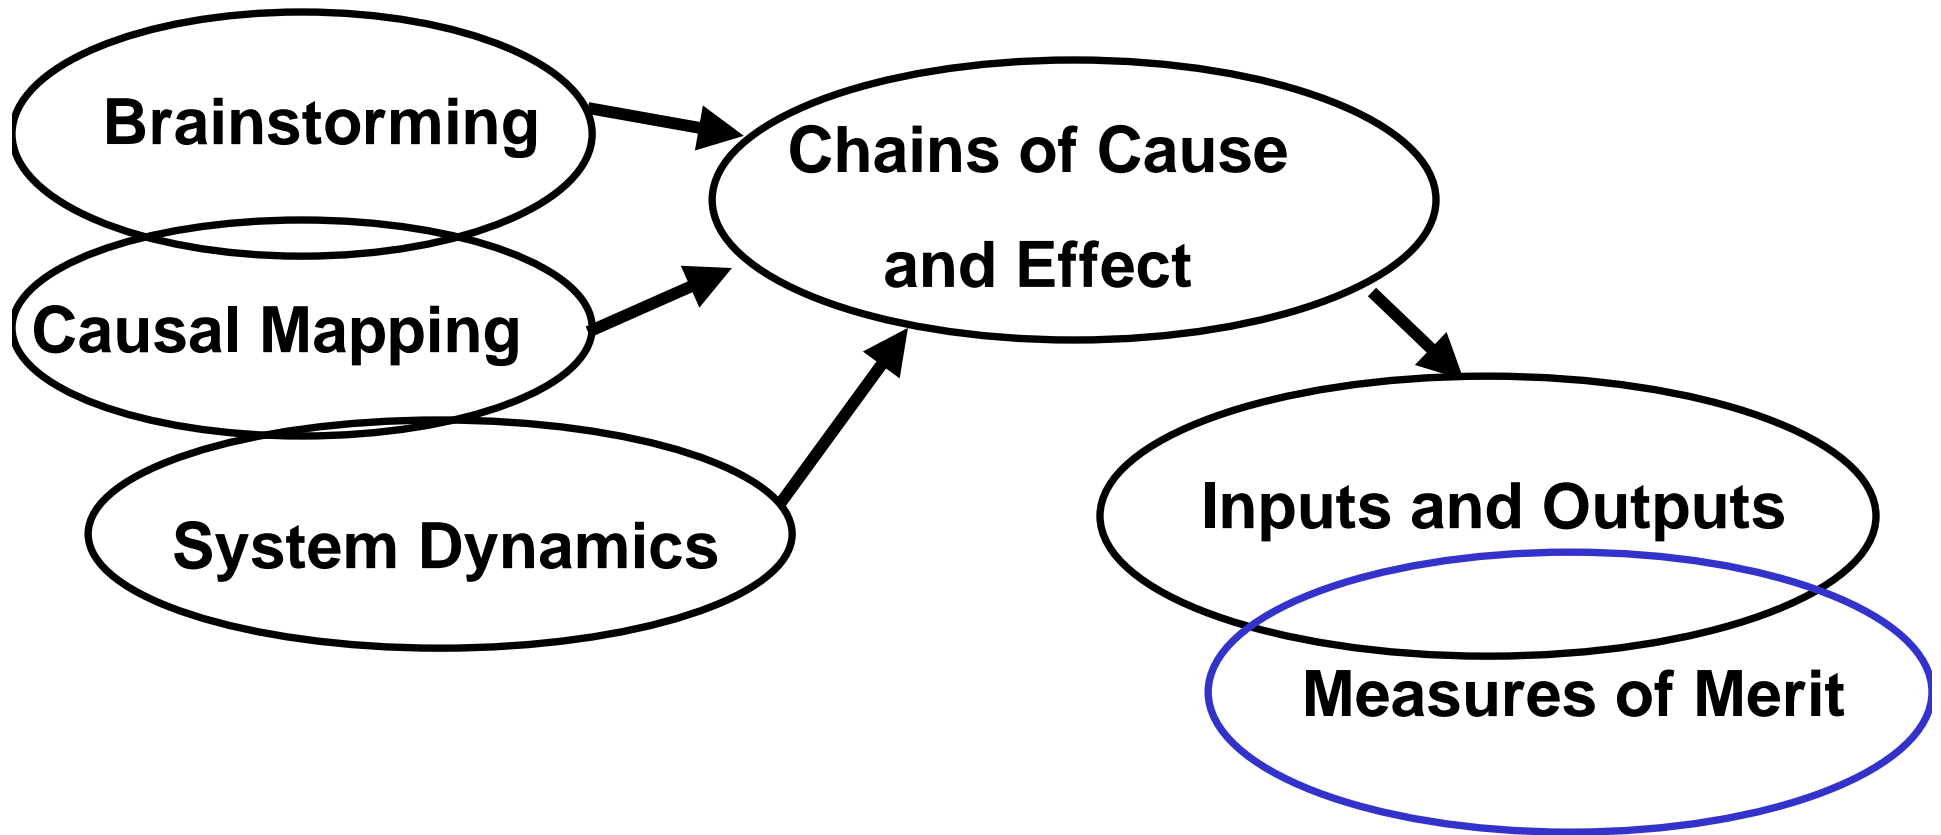 Brainstorming
Causal Mapping
System Dynamics
Chains of Cause
and Effect
Inputs and Outputs
Measures of Merit